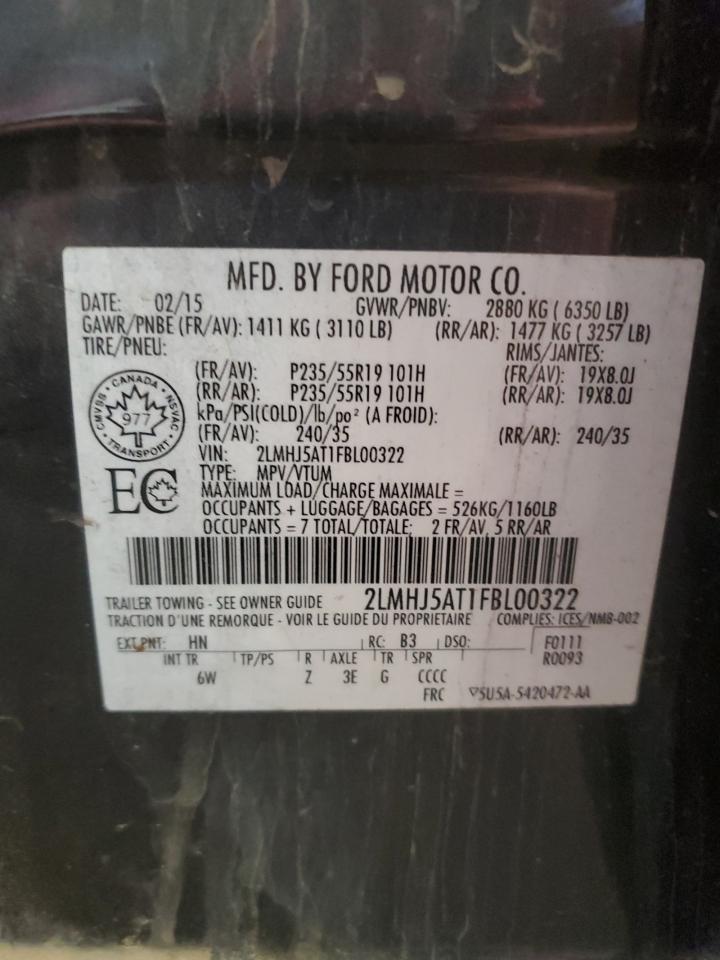 MFD. BY FORD MOTOR CO.
DATE: 02/15 GVWR/PNBV: 2880 KG ( 6350 LB)
GAWR/PNBE (FR/AV): 1411 KG ( 3110 LB) (RR/AR): 1477 KG ( 3257 LB)
TIRE/PNEU: RIMS/JANTES:
(FR/AV): P235/55R19 101H (FR/AV): 19X8.0J
(RR/AR): P235/55R19 101H (RR/AR): 19X8.0J
kPa/PSI(COLD)/lb/po² (A FROID):
(FR/AV): 240/35 (RR/AR): 240/35
VIN: 2LMHJ5AT1FBL00322
TYPE: MPV/VTUM
MAXIMUM LOAD/CHARGE MAXIMALE =
OCCUPANTS + LUGGAGE/BAGAGES = 526KG/1160LB
OCCUPANTS = 7 TOTAL/TOTALE; 2 FR/AV, 5 RR/AR
CANADA
CMVSS 977 NSVAC
TRANSPORT
EC
TRAILER TOWING - SEE OWNER GUIDE 2LMHJ5AT1FBL00322
TRACTION D'UNE REMORQUE - VOIR LE GUIDE DU PROPRIETAIRE COMPLIES: ICES/NMB-002
EXT PNT: HN RC: B3 DSO: F0111
INT TR TP/PS R AXLE TR SPR R0093
6W Z 3E G CCCC
FRC 5U5A-5420472-AA